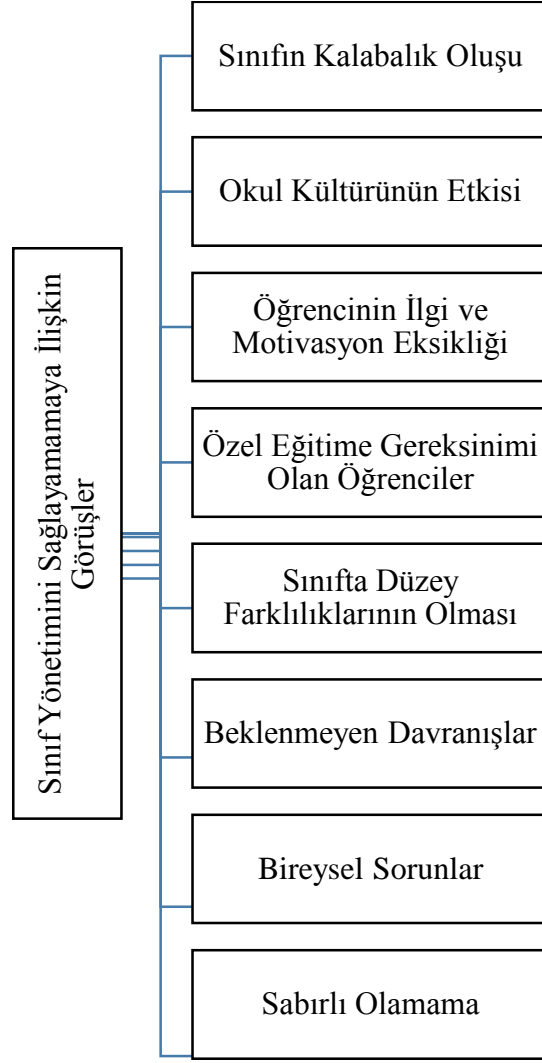 Sınıf Yönetimini Sağlayamamaya İlişkin
Görüşler
Sınıfın Kalabalık Oluşu
Okul Kültürünün Etkisi
Öğrencinin İlgi ve
Motivasyon Eksikliği
Özel Eğitime Gereksinimi
Olan Öğrenciler
Sınıfta Düzey
Farklılıklarının Olması
Beklenmeyen Davranışlar
Bireysel Sorunlar
Sabırlı Olamama